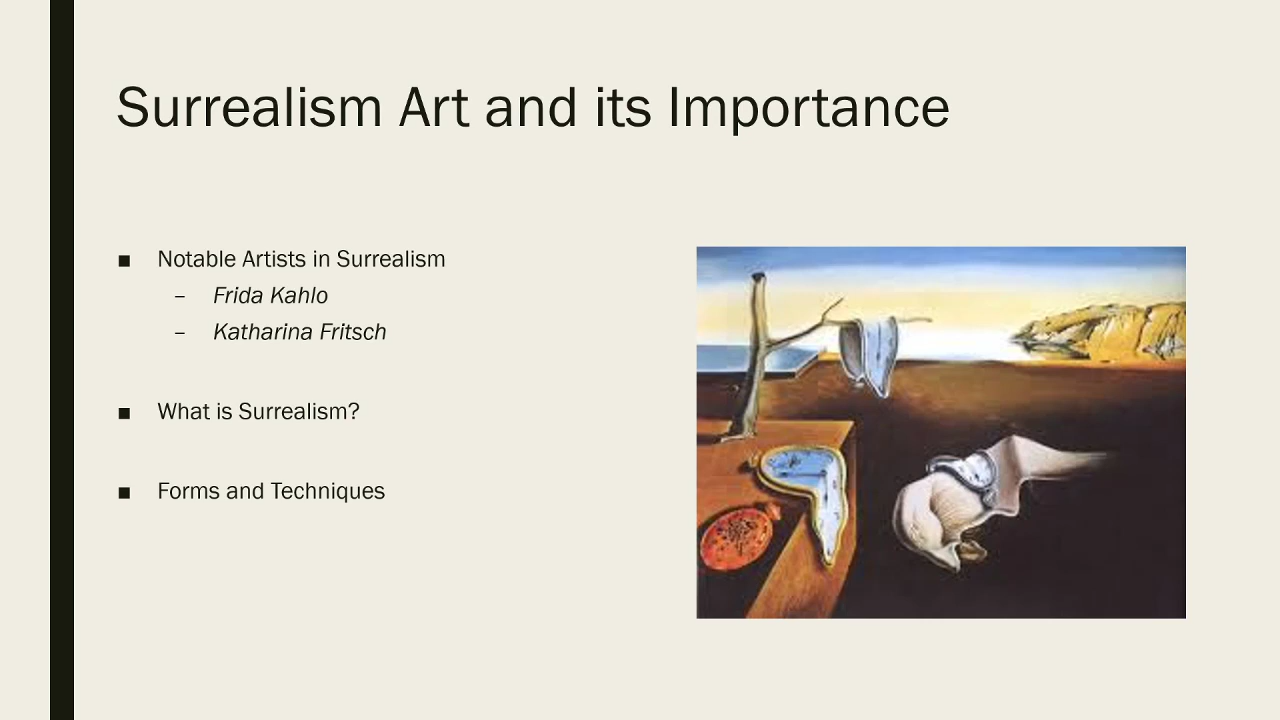 Surrealism Art and its Importance
■ Notable Artists in Surrealism
– Frida Kahlo
– Katharina Fritsch
■ What is Surrealism?
■ Forms and Techniques